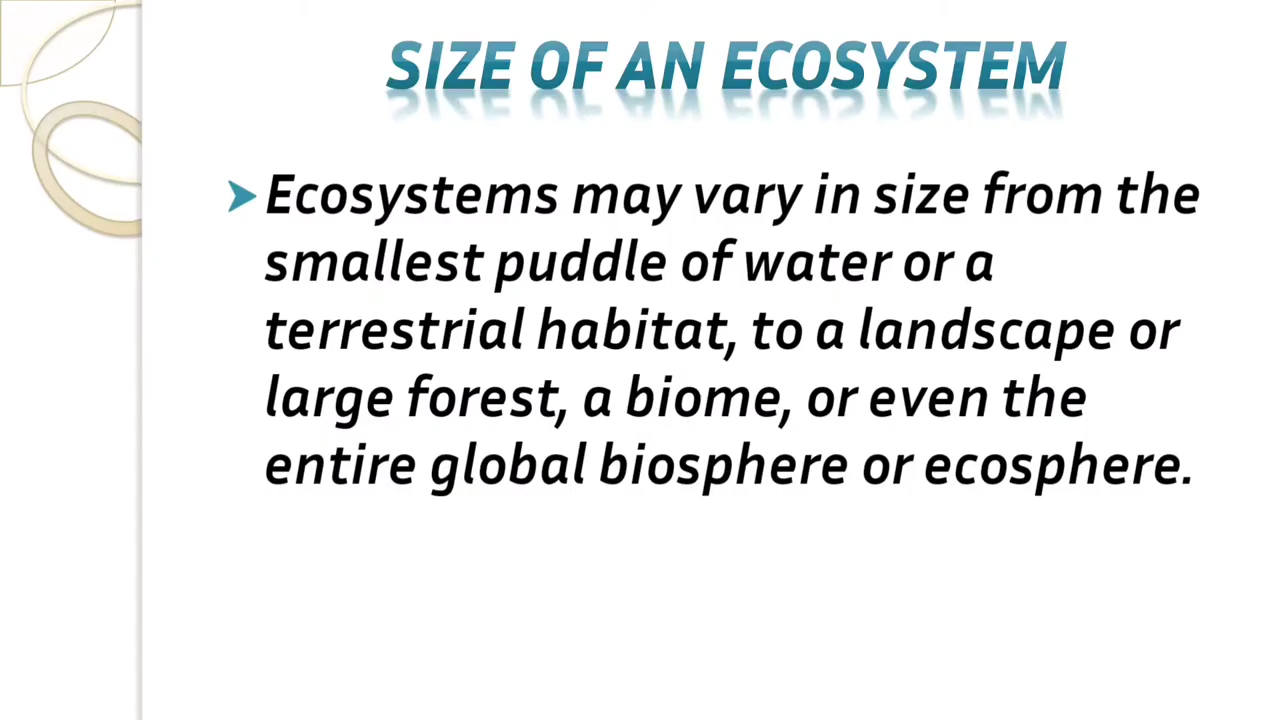 SIZE OF AN ECOSYSTEM
Ecosystems may vary in size from the
smallest puddle of water or a
terrestrial habitat, to a landscape or
large forest, a biome, or even the
entire global biosphere or ecosphere.